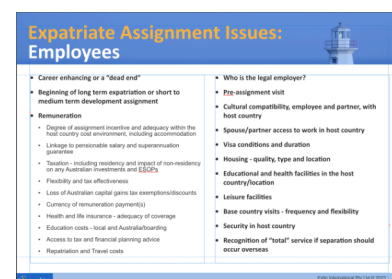 Expatriate Assignment Issues:
Employees
• Career enhancing or a "dead end"
• Beginning of long term expatriation or short to
medium term development assignment
• Remuneration
• Degree of assignment incentive and adequacy within the
host country cost environment, including accommodation
• Linkage to pensionable salary and superannuation
guarantee
• Taxation - including residency and impact of non-residency
on any Australian investments and ESOPs
• Flexibility and tax effectiveness
• Loss of Australian capital gains tax exemptions/discounts
• Currency of remuneration payment(s)
• Health and life insurance - adequacy of coverage
• Education costs - local and Australia/boarding
• Access to tax and financial planning advice
• Repatriation and Travel costs
• Who is the legal employer?
• Pre-assignment visit
• Cultural compatibility, employee and partner, with
host country
• Spouse/partner access to work in host country
• Visa conditions and duration
• Housing - quality, type and location
• Educational and health facilities in the host
country/location
• Leisure facilities
• Base country visits - frequency and flexibility
• Security in host country
• Recognition of "total" service if separation should
occur overseas